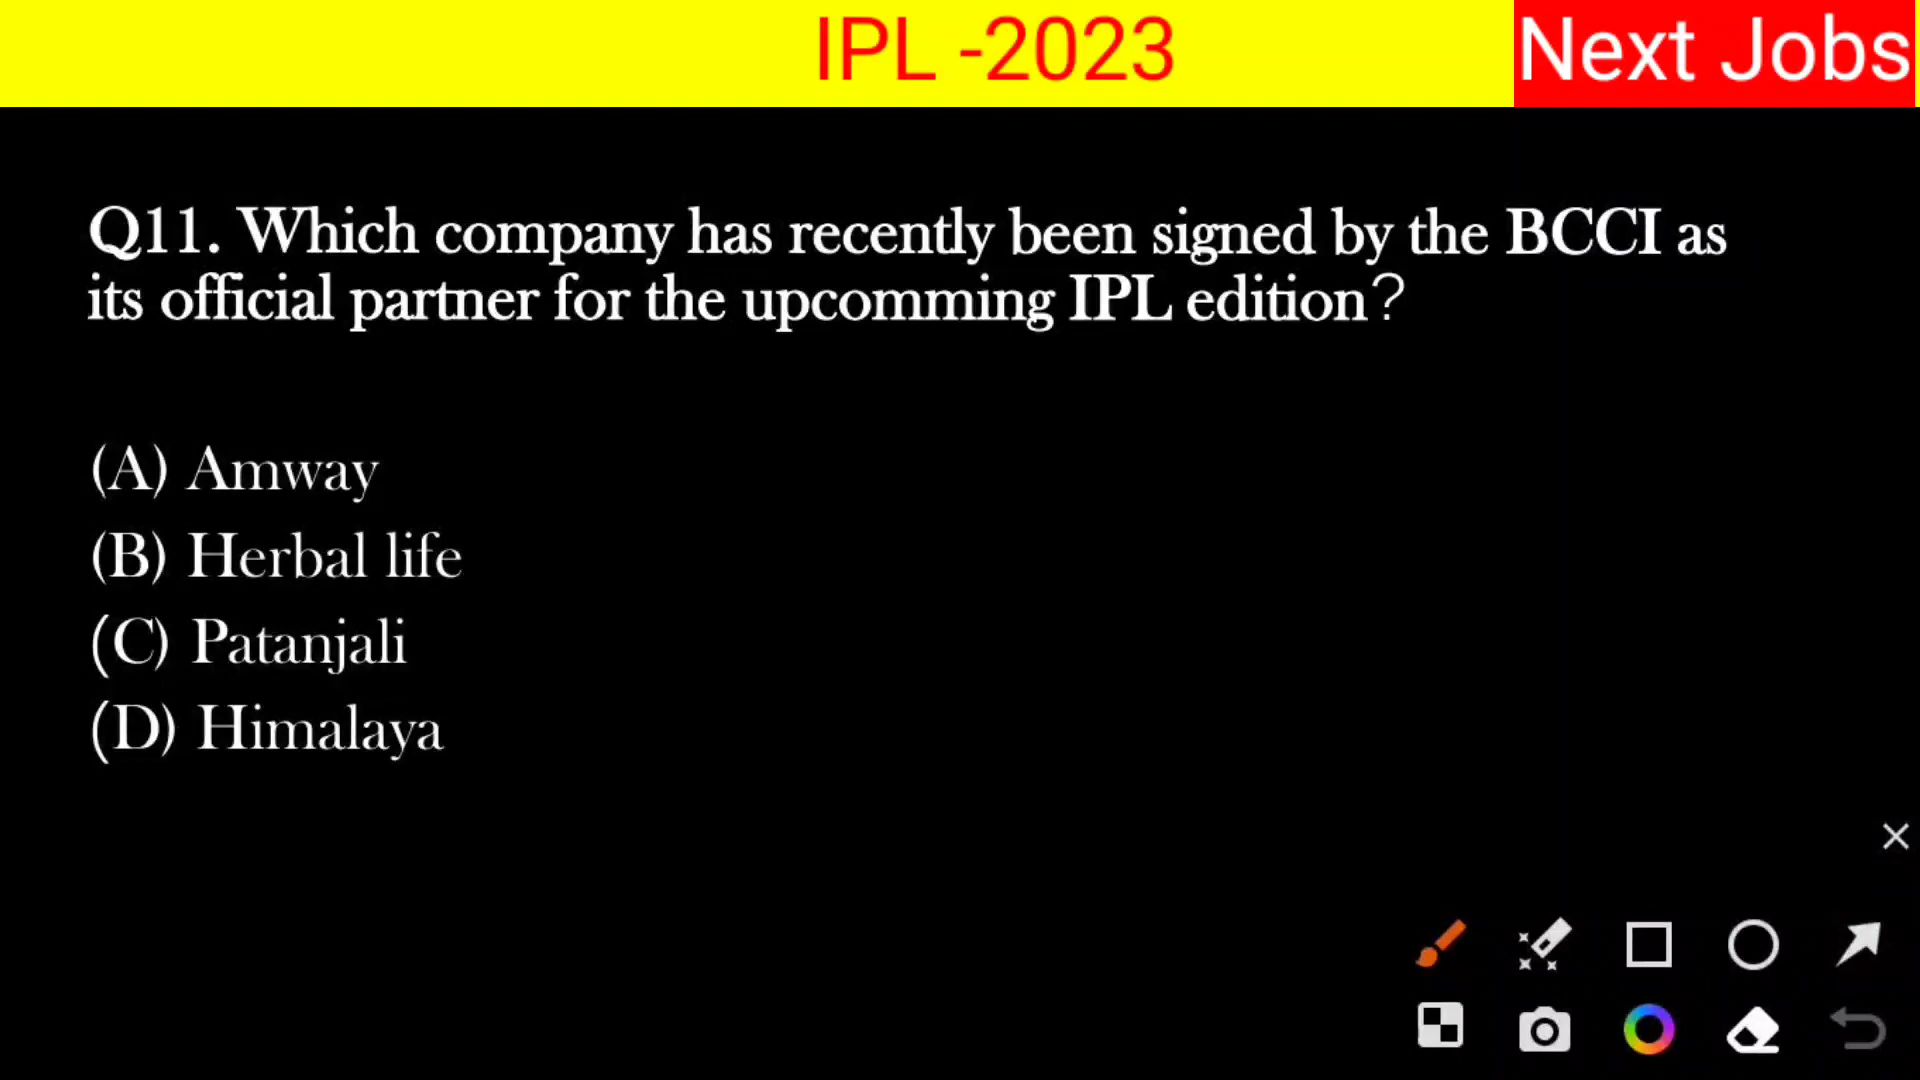 IPL -2023
Next Jobs
Q11. Which company has recently been signed by the BCCI as
its official partner for the upcomming IPL edition?
(A) Amway
(B) Herbal life
(C) Patanjali
(D) Himalaya